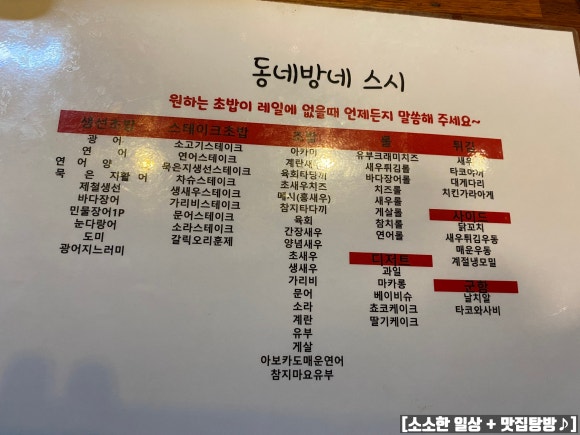 동네방네 스시
원하는 초밥이 레일에 없을때 언제든지 말씀해 주세요~
생선초밥
광 어
연 어
연 어 양
묵 은 지활 어
제철생선
바다장어
민물장어1P
눈다랑어
도미
광어지느러미
스테이크초밥
소고기스테이크
연어스테이크
묵은지생선스테이크
차슈스테이크
생새우스테이크
가리비스테이크
문어스테이크
소라스테이크
갈릭오리훈제
초밥
아카미
계란새우
육회타다끼
초새우치즈
(홍새우)
참치타다끼
육회
간장새우
양념새우
초새우
생새우
가리비
문어
소라
계란
유부
게살
아보카도매운연어
참치마요유부
롤
유부크래미치즈
새우튀김롤
바다장어롤
치즈롤
새우롤
게살롤
참치롤
연어롤
디저트
과일
마카롱
베이비슈
쵸코케이크
딸기케이크
튀김
새우
타코야끼
대게다리
치킨가라아게
사이드
닭꼬치
새우튀김우동
매운우동
계절냉모밀
군함
날치알
타코와사비
[소소한 일상 + 맛집탐방♪]